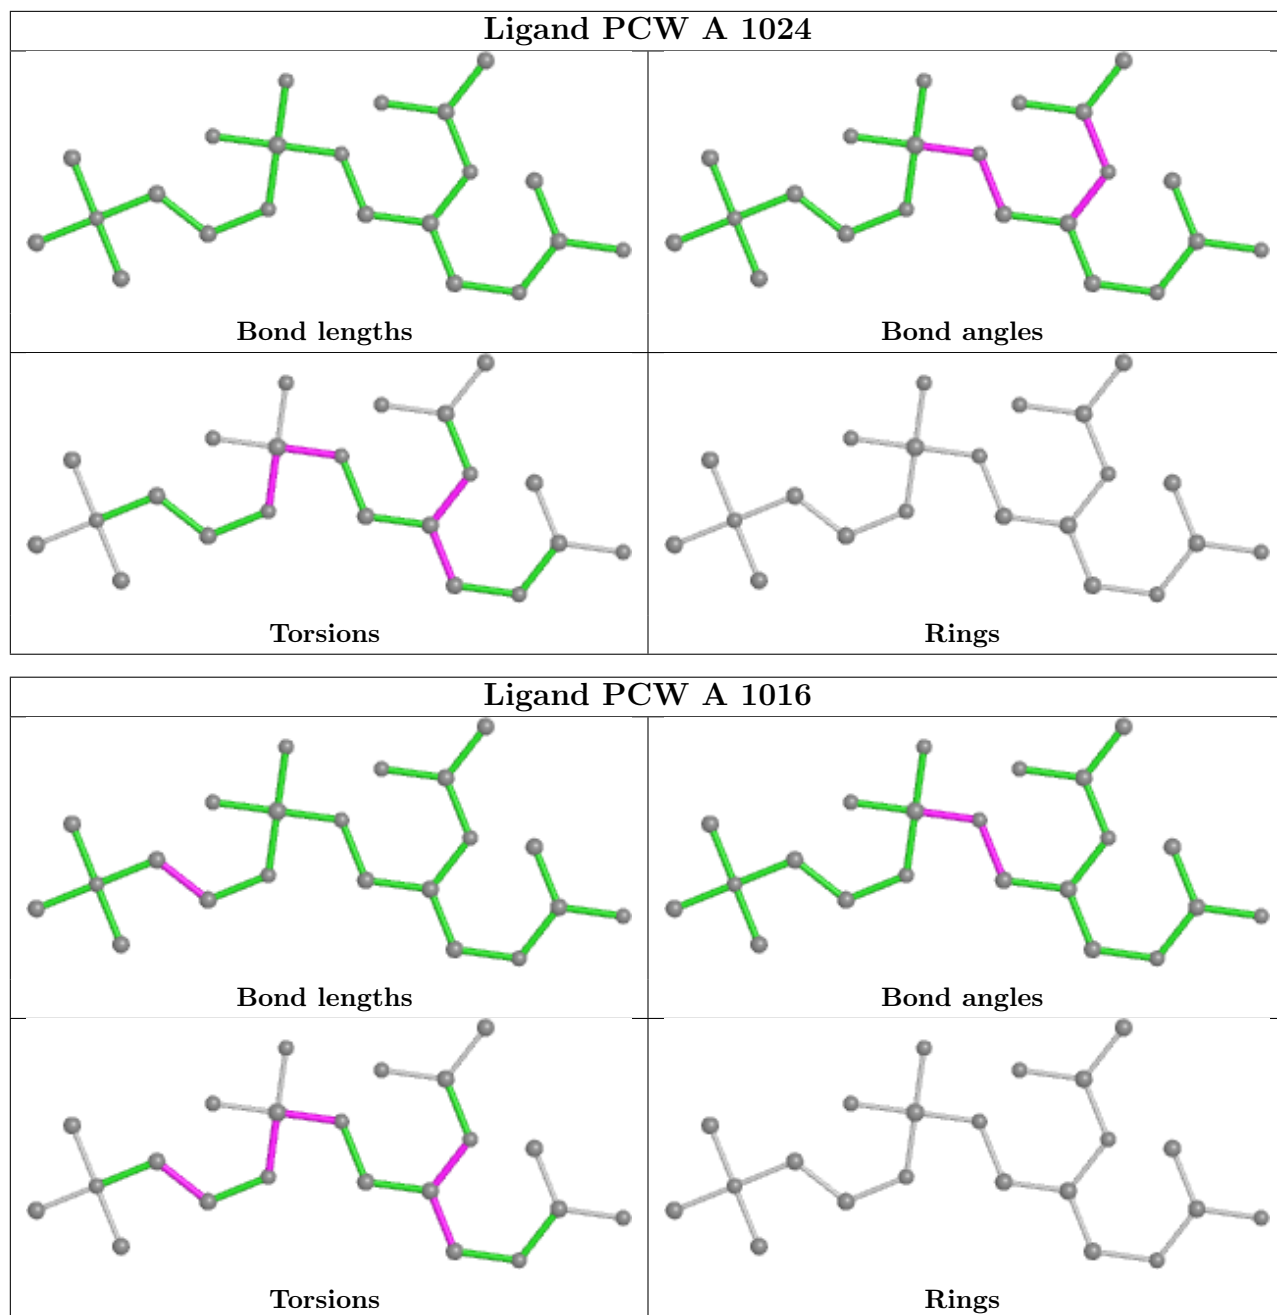 Ligand PCW A 1024
Bond lengths
Bond angles
Torsions
Rings
Ligand PCW A 1016
Bond lengths
Bond angles
Torsions
Rings